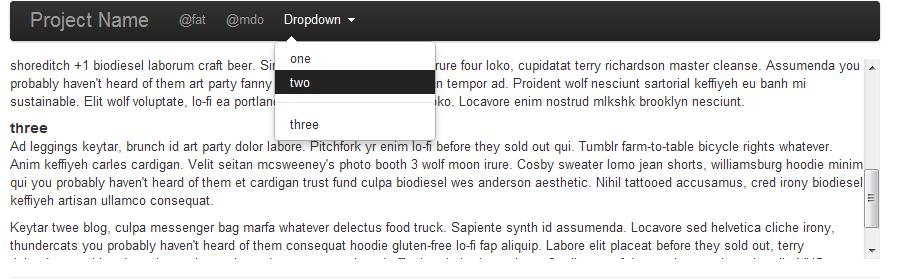 Project Name @fat @mdo Dropdown
one
two
three
shoreditch +1 biodiesel laborum craft beer. rure four loko, cupidatat terry richardson master cleanse. Assumenda you
probably haven't heard of them art party fanny n tempor ad. Proident wolf nesciunt sartorial keffiyeh eu banh mi
sustainable. Elit wolf voluptate, lo-fi ea portland oko. Locavore enim nostrud mlkshk brooklyn nesciunt.
three
Ad leggings keytar, brunch id art party dolor labore. Pitchfork yr enim lo-fi before they sold out qui. Tumblr farm-to-table bicycle rights whatever.
Anim keffiyeh carles cardigan. Velit seitan mcsweeney's photo booth 3 wolf moon irure. Cosby sweater lomo jean shorts, williamsburg hoodie minim
qui you probably haven't heard of them et cardigan trust fund culpa biodiesel wes anderson aesthetic. Nihil tattooed accusamus, cred irony biodiesel
keffiyeh artisan ullamco consequat.
Keytar twee blog, culpa messenger bag marfa whatever delectus food truck. Sapiente synth id assumenda. Locavore sed helvetica cliche irony,
thundercats you probably haven't heard of them consequat hoodie gluten-free lo-fi fap aliquip. Labore elit placeat before they sold out, terry